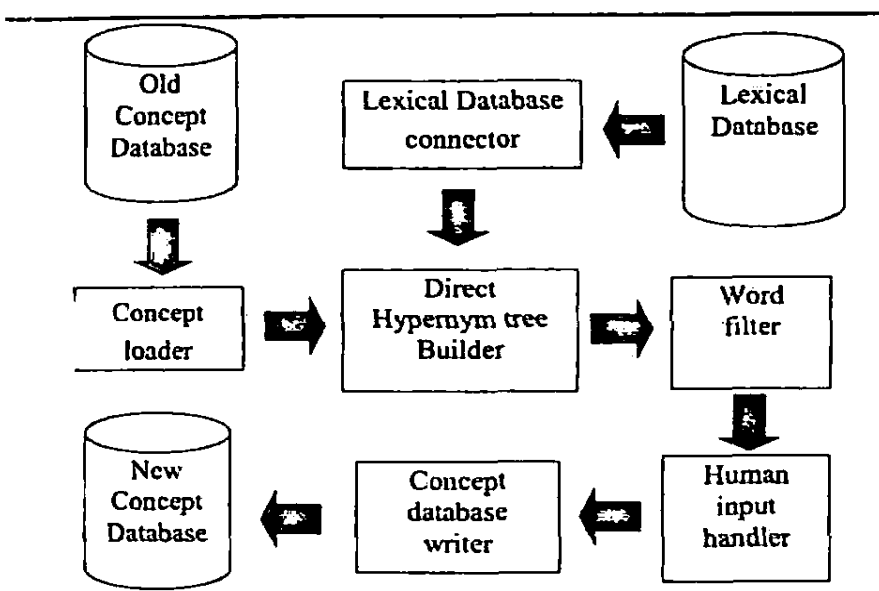 Old
Concept
Database
Lexical Database
connector
Lexical
Database
Concept
loader
Direct
Hypernym tree
Builder
Word
filter
New
Concept
Database
Concept
database
writer
Human
input
handler